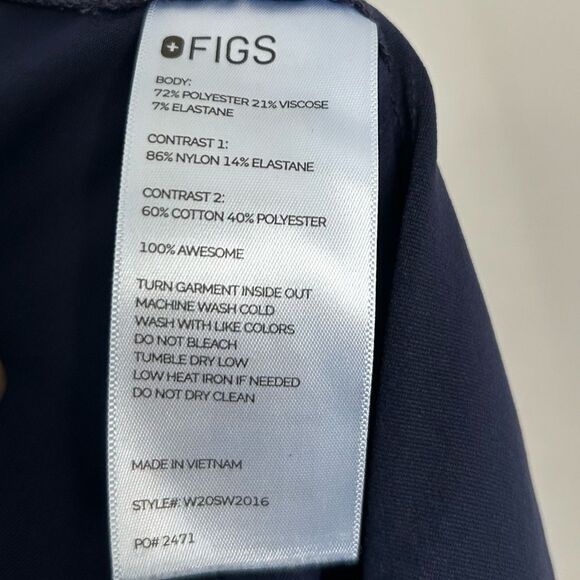 FIGS
BODY:
72% POLYESTER 21% VISCOSE
7% ELASTANE
CONTRAST 1:
86% NYLON 14% ELASTANE
CONTRAST 2:
60% COTTON 40% POLYESTER
100% AWESOME
TURN GARMENT INSIDE OUT
MACHINE WASH COLD
WASH WITH LIKE COLORS
DO NOT BLEACH
TUMBLE DRY LOW
LOW HEAT IRON IF NEEDED
DO NOT DRY CLEAN
MADE IN VIETNAM
STYLE#: W20SW2016
PO# 2471